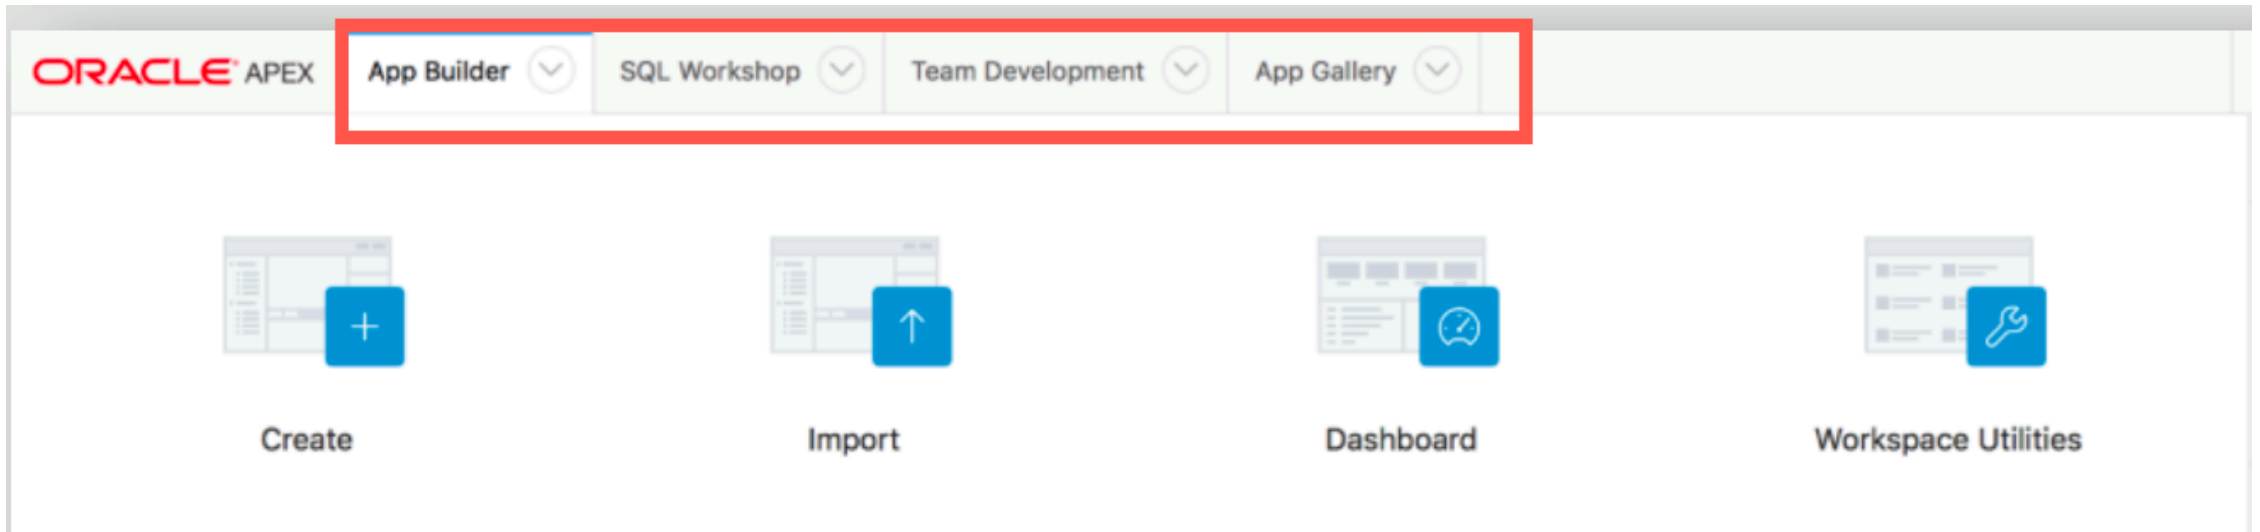 ORACLE APEX App Builder SQL Workshop Team Development App Gallery
Create Import Dashboard Workspace Utilities